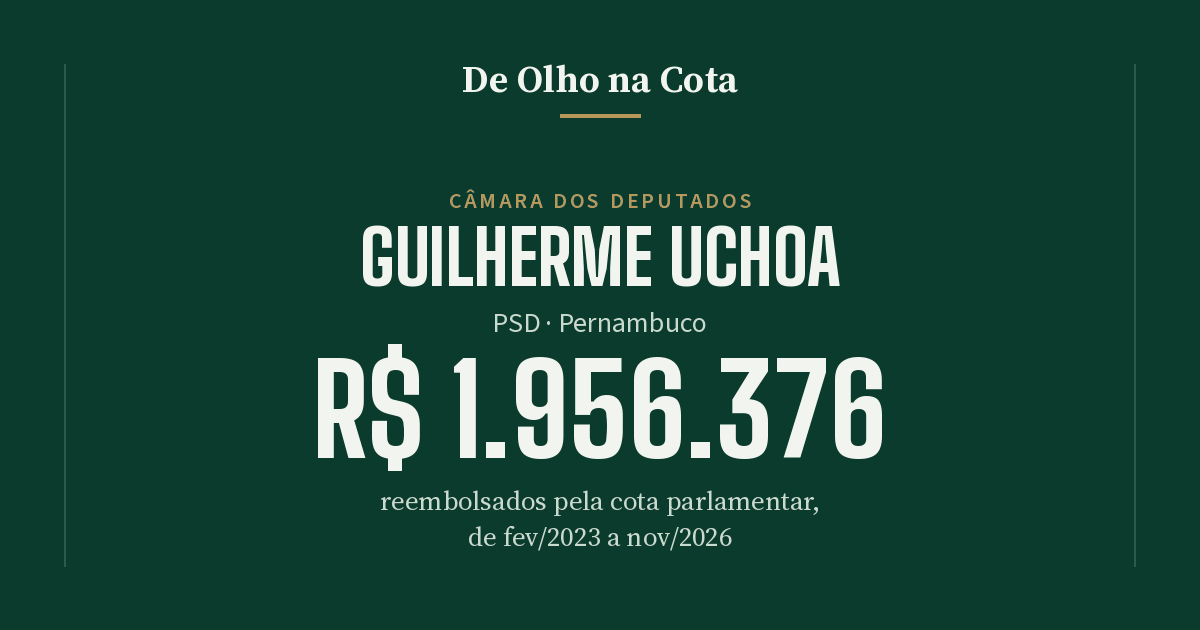 De Olho na Cota
CÂMARA DOS DEPUTADOS
GUILHERME UCHOA
PSD · Pernambuco
R$ 1.956.376
reembolsados pela cota parlamentar,
de fev/2023 a nov/2026